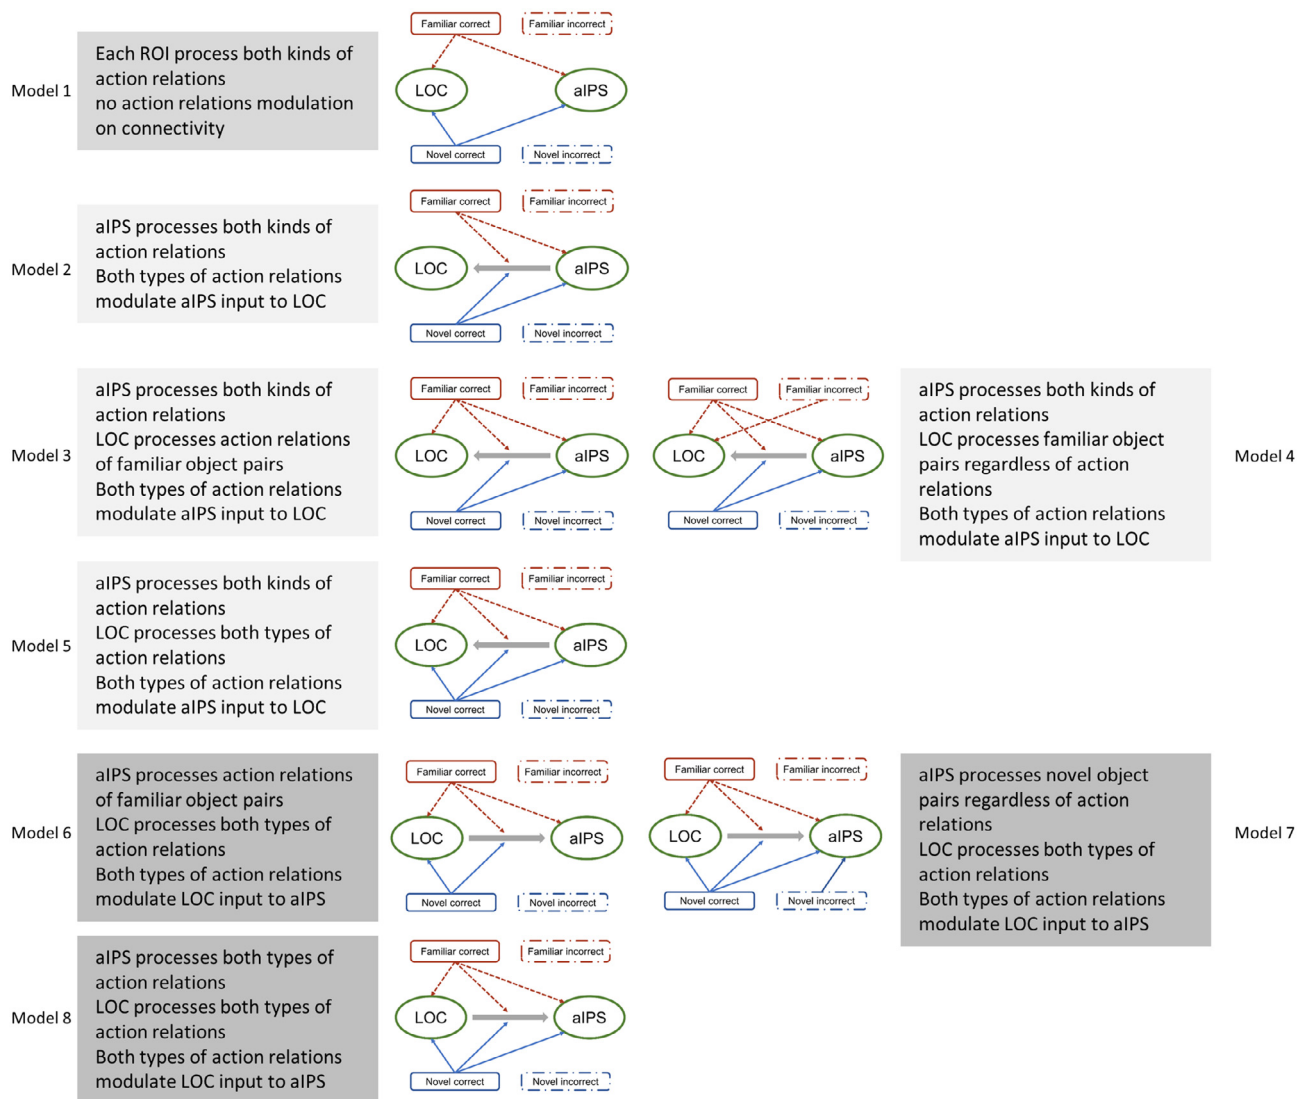 Familiar correct
Familiar incorrect
Model 1
Each ROI process both kinds of
action relations
no action relations modulation
on connectivity
LOC
aIPS
Novel correct
Novel incorrect
Familiar correct
Familiar incorrect
Model 2
aIPS processes both kinds of
action relations
Both types of action relations
modulate aIPS input to LOC
LOC
aIPS
Novel correct
Novel incorrect
Model 3
aIPS processes both kinds of
action relations
LOC processes action relations
of familiar object pairs
Both types of action relations
modulate aIPS input to LOC
Familiar correct
Familiar incorrect
LOC
aIPS
Novel correct
Novel incorrect
Familiar correct
Familiar incorrect
LOC
aIPS
Novel correct
Novel incorrect
aIPS processes both kinds of
action relations
LOC processes familiar object
pairs regardless of action
relations
Both types of action relations
modulate aIPS input to LOC
Model 4
Model 5
aIPS processes both kinds of
action relations
LOC processes both types of
action relations
Both types of action relations
modulate aIPS input to LOC
Familiar correct
Familiar incorrect
LOC
aIPS
Novel correct
Novel incorrect
Model 6
aIPS processes action relations
of familiar object pairs
LOC processes both types of
action relations
Both types of action relations
modulate LOC input to aIPS
Familiar correct
Familiar incorrect
LOC
aIPS
Novel correct
Novel incorrect
Familiar correct
Familiar incorrect
LOC
aIPS
Novel correct
Novel incorrect
aIPS processes novel object
pairs regardless of action
relations
LOC processes both types of
action relations
Both types of action relations
modulate LOC input to aIPS
Model 7
Model 8
aIPS processes both types of
action relations
LOC processes both types of
action relations
Both types of action relations
modulate LOC input to aIPS
Familiar correct
Familiar incorrect
LOC
aIPS
Novel correct
Novel incorrect